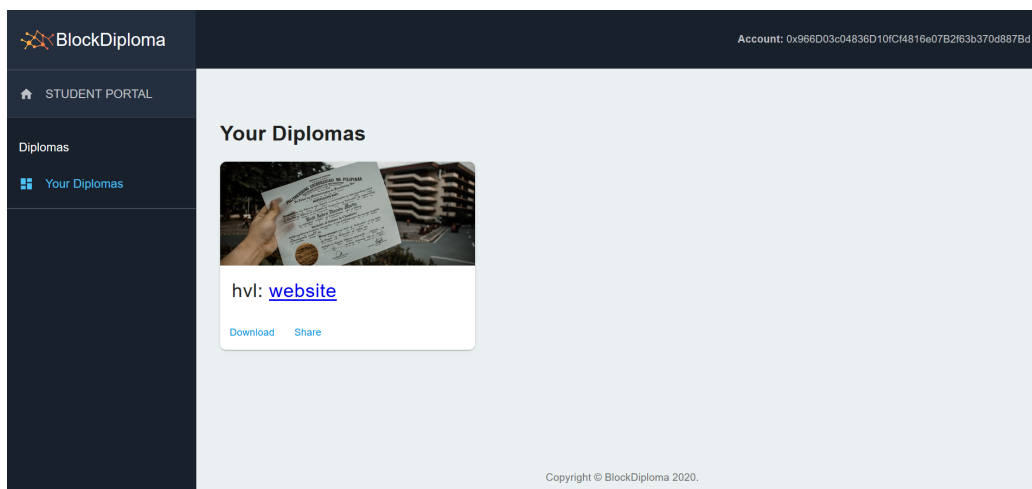 BlockDiploma
Account: 0x966D03c04836D10fCf4816e07B2f63b370d887Bd
STUDENT PORTAL
Diplomas
Your Diplomas
Your Diplomas
hvl: website
Download Share
Copyright © BlockDiploma 2020.